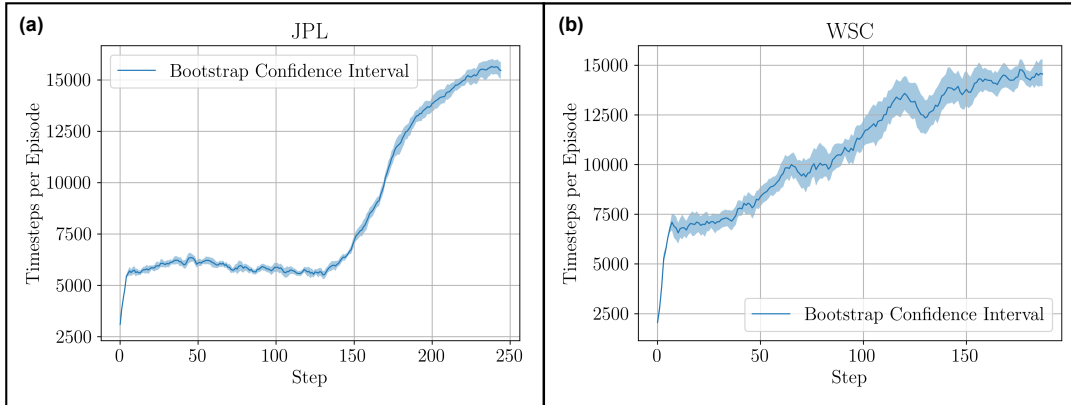 (a)
JPL
Bootstrap Confidence Interval
Timesteps per Episode
15000
12500
10000
7500
5000
2500
0 50 100 150 200 250
Step
(b)
WSC
Timesteps per Episode
15000
12500
10000
7500
5000
2500
Bootstrap Confidence Interval
0 50 100 150
Step